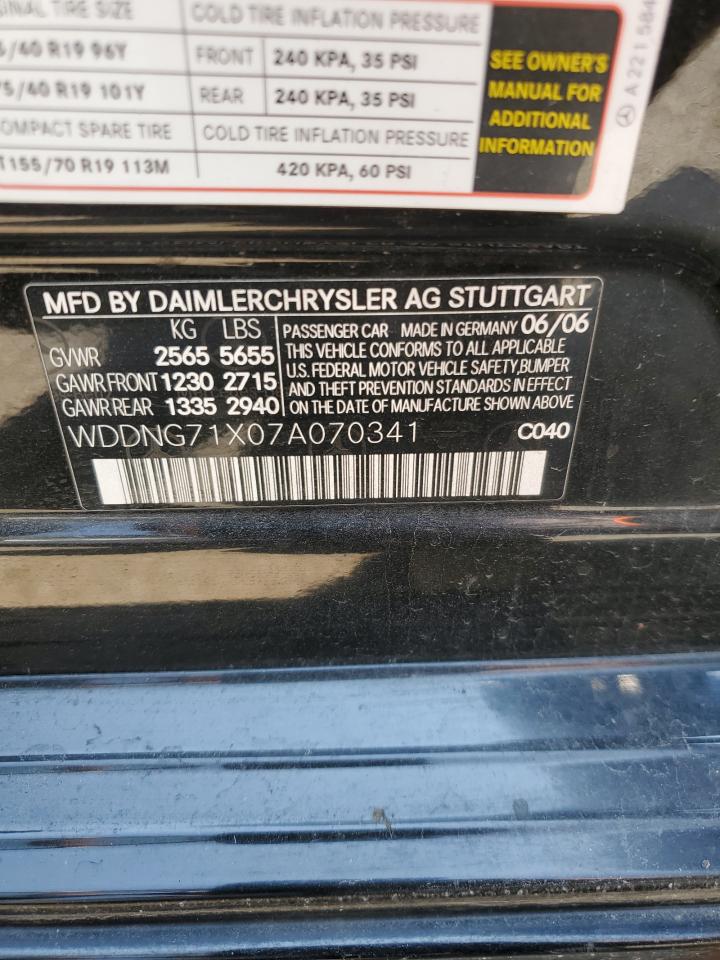 TIRE SIZE COLD TIRE INFLATION PRESSURE
/40 R19 96Y FRONT 240 KPA, 35 PSI
5/40 R19 101Y REAR 240 KPA, 35 PSI
COMPACT SPARE TIRE COLD TIRE INFLATION PRESSURE
T155/70 R19 113M 420 KPA, 60 PSI
SEE OWNER'S
MANUAL FOR
ADDITIONAL
INFORMATION
A 221 584
MFD BY DAIMLERCHRYSLER AG STUTTGART
KG LBS
GVWR 2565 5655
GAWR FRONT 1230 2715
GAWR REAR 1335 2940
PASSENGER CAR MADE IN GERMANY 06/06
THIS VEHICLE CONFORMS TO ALL APPLICABLE
U.S. FEDERAL MOTOR VEHICLE SAFETY,BUMPER
AND THEFT PREVENTION STANDARDS IN EFFECT
ON THE DATE OF MANUFACTURE SHOWN ABOVE.
WDDNG71X07A070341 C040